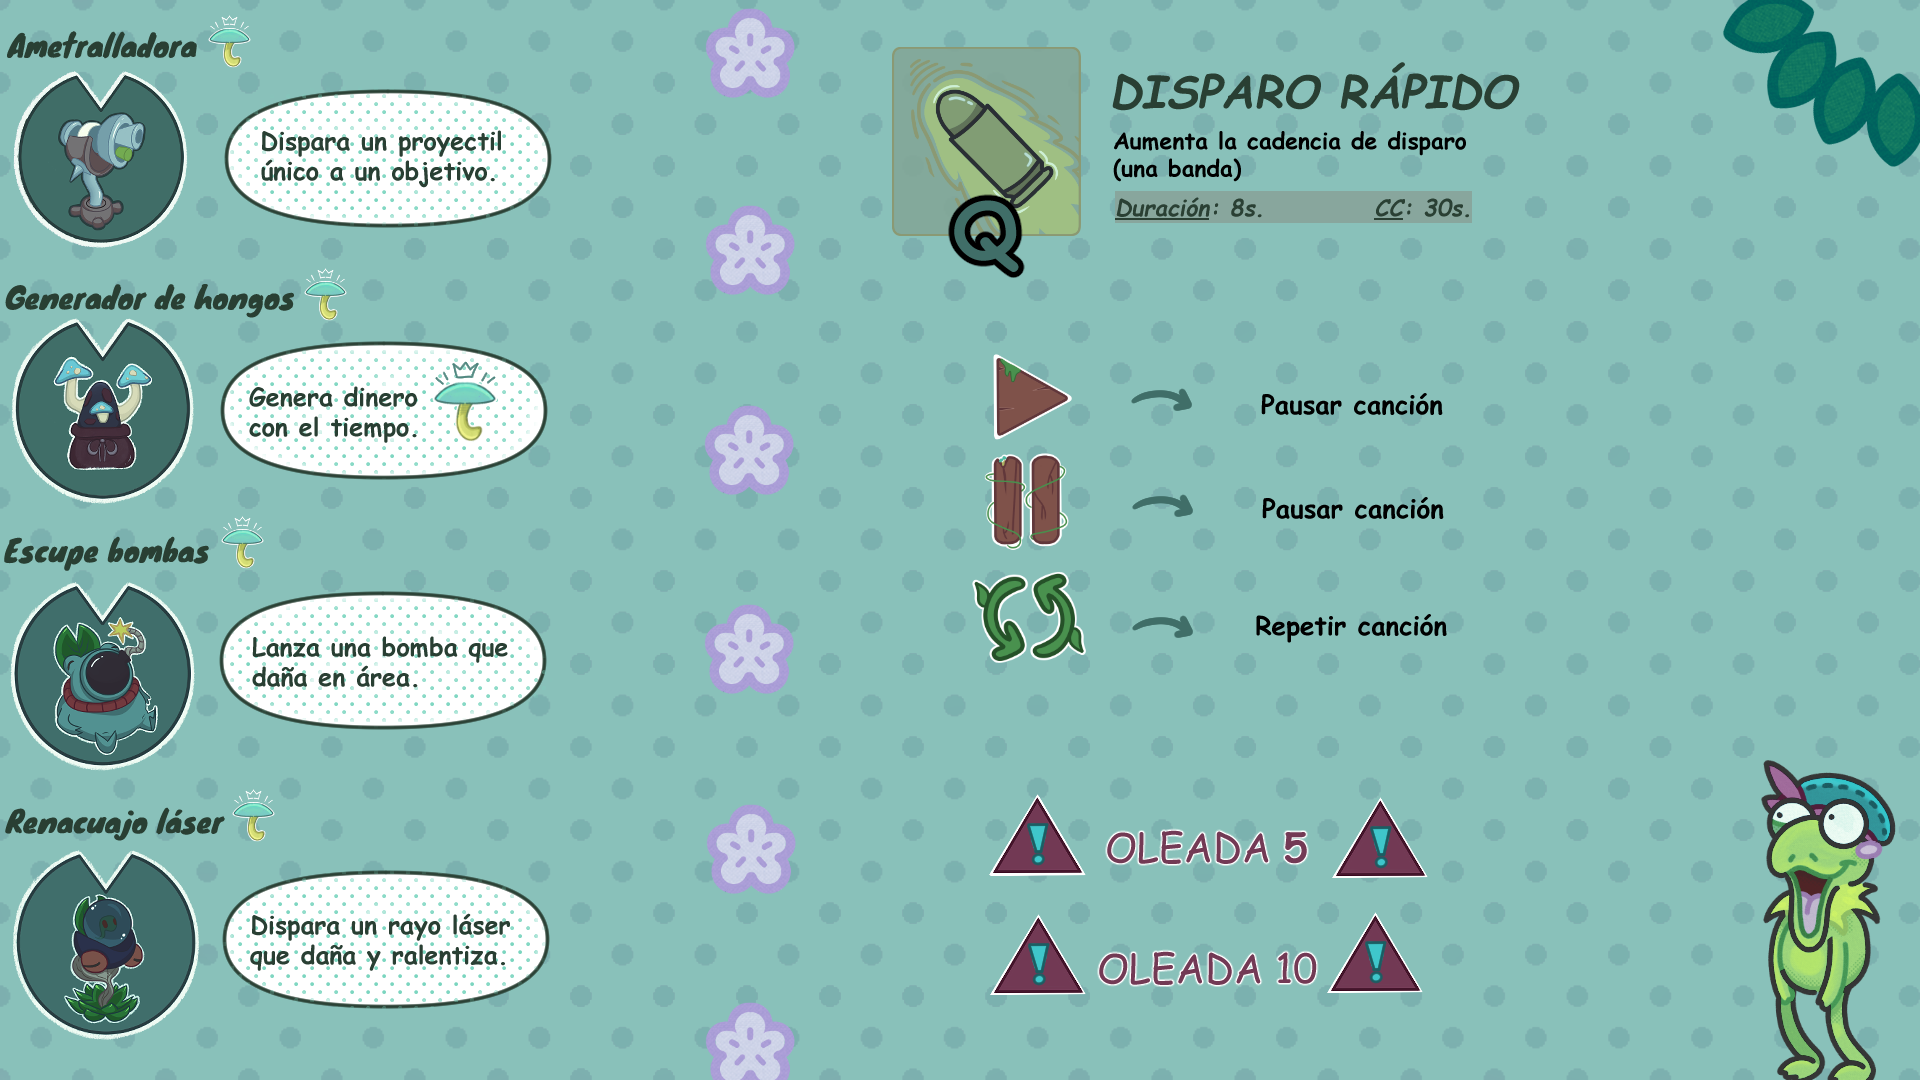 Ametralladora
Dispara un proyectil
único a un objetivo.
Generador de hongos
Genera dinero
con el tiempo.
Escupe bombas
Lanza una bomba que
daña en área.
Renacuajo láser
Dispara un rayo láser
que daña y ralentiza.
DISPARO RÁPIDO
Aumenta la cadencia de disparo
(una banda)
Duración: 8s. CC: 30s.
Q
Pausar canción
Pausar canción
Repetir canción
! OLEADA 5 !
! OLEADA 10 !